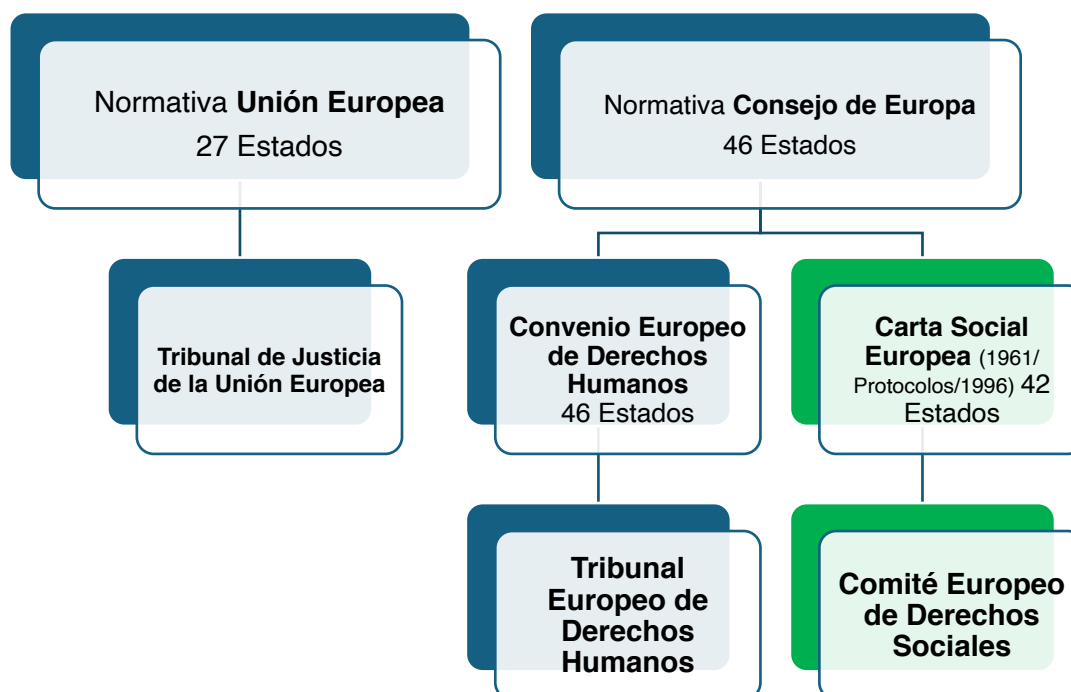 Normativa Unión Europea
27 Estados
Normativa Consejo de Europa
46 Estados
Tribunal de Justicia
de la Unión Europea
Convenio Europeo
de Derechos
Humanos
46 Estados
Carta Social
Europea (1961/
Protocolos/1996) 42
Estados
Tribunal
Europeo de
Derechos
Humanos
Comité Europeo
de Derechos
Sociales